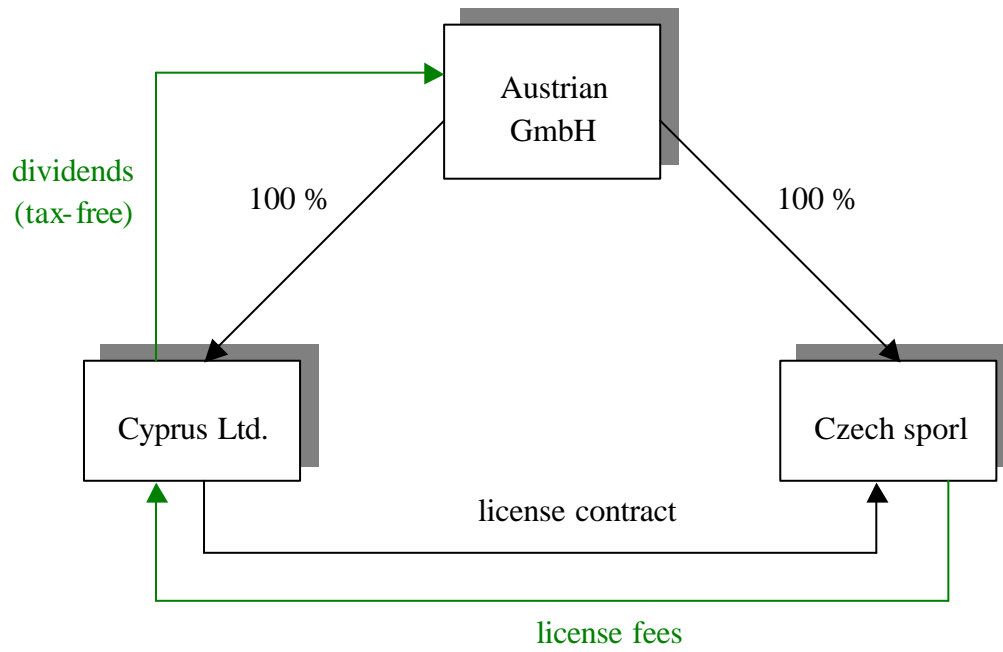 Austrian
GmbH
dividends
(tax-free)
100 %
100 %
Cyprus Ltd.
Czech sporl
license contract
license fees